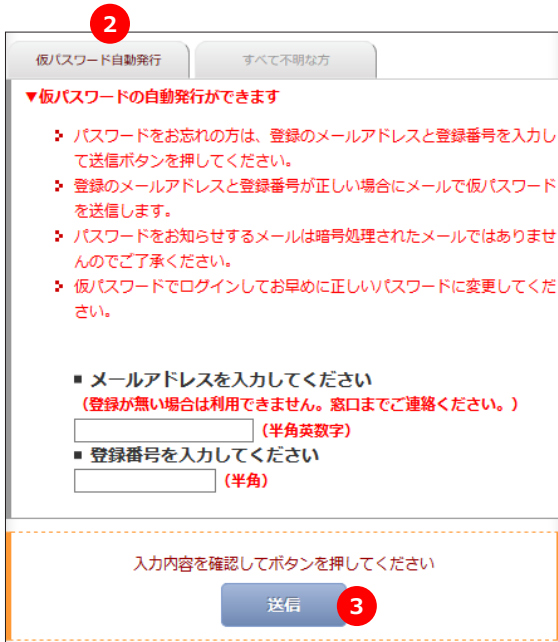 2
仮パスワード自動発行 すべて不明な方
▼仮パスワードの自動発行ができます
パスワードをお忘れの方は、登録のメールアドレスと登録番号を入力し
て送信ボタンを押してください。
登録のメールアドレスと登録番号が正しい場合にメールで仮パスワード
を送信します。
パスワードをお知らせするメールは暗号処理されたメールではありませ
んのでご了承ください。
仮パスワードでログインしてお早めに正しいパスワードに変更してくだ
さい。
■ メールアドレスを入力してください
（登録が無い場合は利用できません。窓口までご連絡ください。）
（半角英数字）
■ 登録番号を入力してください
（半角）
入力内容を確認してボタンを押してください
送信 3